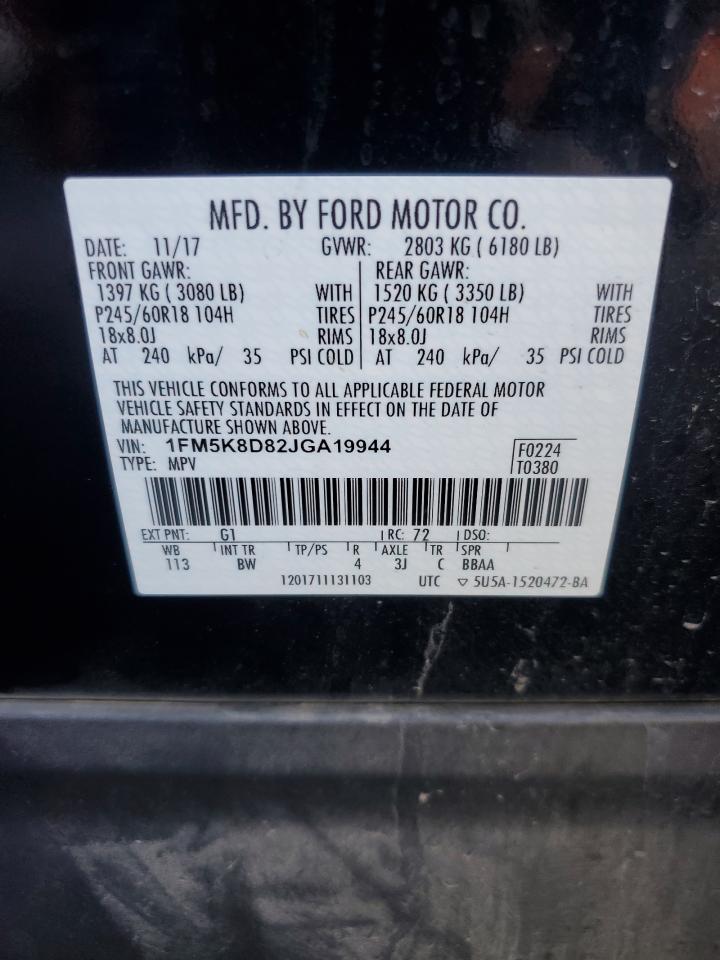 MFD. BY FORD MOTOR CO.
DATE: 11/17 GVWR: 2803 KG ( 6180 LB)
FRONT GAWR: REAR GAWR:
1397 KG ( 3080 LB) WITH 1520 KG ( 3350 LB) WITH
P245/60R18 104H TIRES P245/60R18 104H TIRES
18x8.0J RIMS 18x8.0J RIMS
AT 240 kPa/ 35 PSI COLD AT 240 kPa/ 35 PSI COLD
THIS VEHICLE CONFORMS TO ALL APPLICABLE FEDERAL MOTOR
VEHICLE SAFETY STANDARDS IN EFFECT ON THE DATE OF
MANUFACTURE SHOWN ABOVE.
VIN: 1FM5K8D82JGA19944 F0224
TYPE: MPV T0380
EXT PNT: G1 RC: 72 DSO:
WB INT TR TP/PS R AXLE TR SPR
113 BW 4 3J C BBAA
1201711131103 UTC ▽ 5U5A-1520472-BA